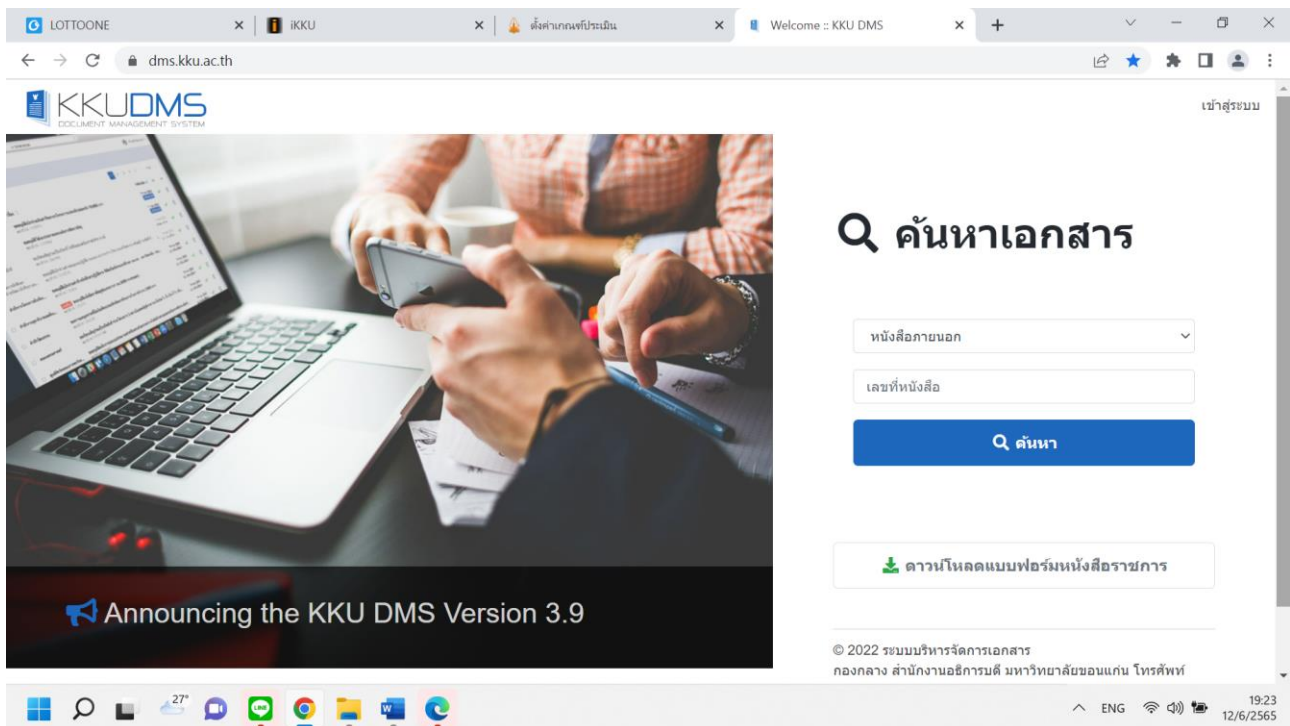 LOTTOONE
iKKU
ตั้งค่าเกณฑ์ประเมิน
Welcome :: KKU DMS
dms.kku.ac.th
KKUDMS
DOCUMENT MANAGEMENT SYSTEM
เข้าสู่ระบบ
ค้นหาเอกสาร
หนังสือภายนอก
เลขที่หนังสือ
ค้นหา
ดาวน์โหลดแบบฟอร์มหนังสือราชการ
Announcing the KKU DMS Version 3.9
© 2022 ระบบบริหารจัดการเอกสาร
กองกลาง สำนักงานอธิการบดี มหาวิทยาลัยขอนแก่น โทรศัพท์
27°
LINE
ENG
19:23
12/6/2565